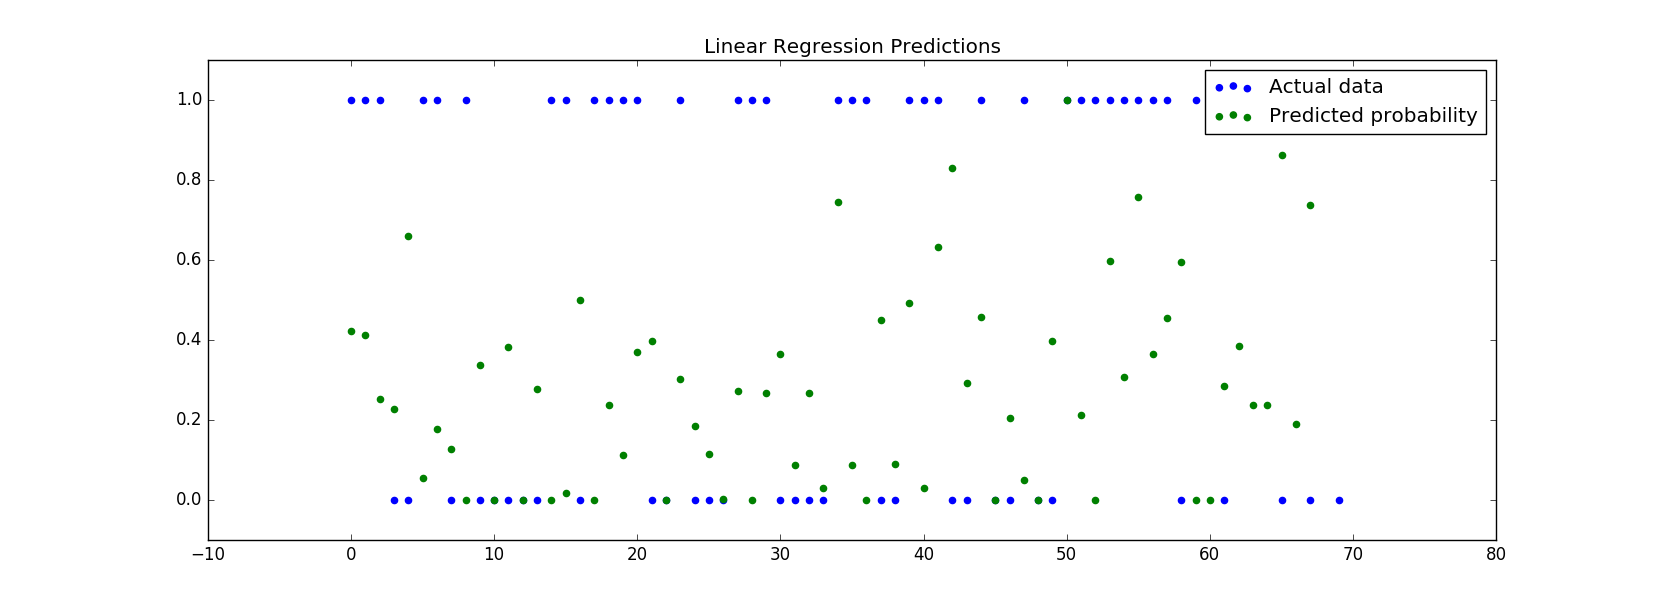 Linear Regression Predictions
Actual data
Predicted probability
1.0
0.8
0.6
0.4
0.2
0.0
−10 0 10 20 30 40 50 60 70 80